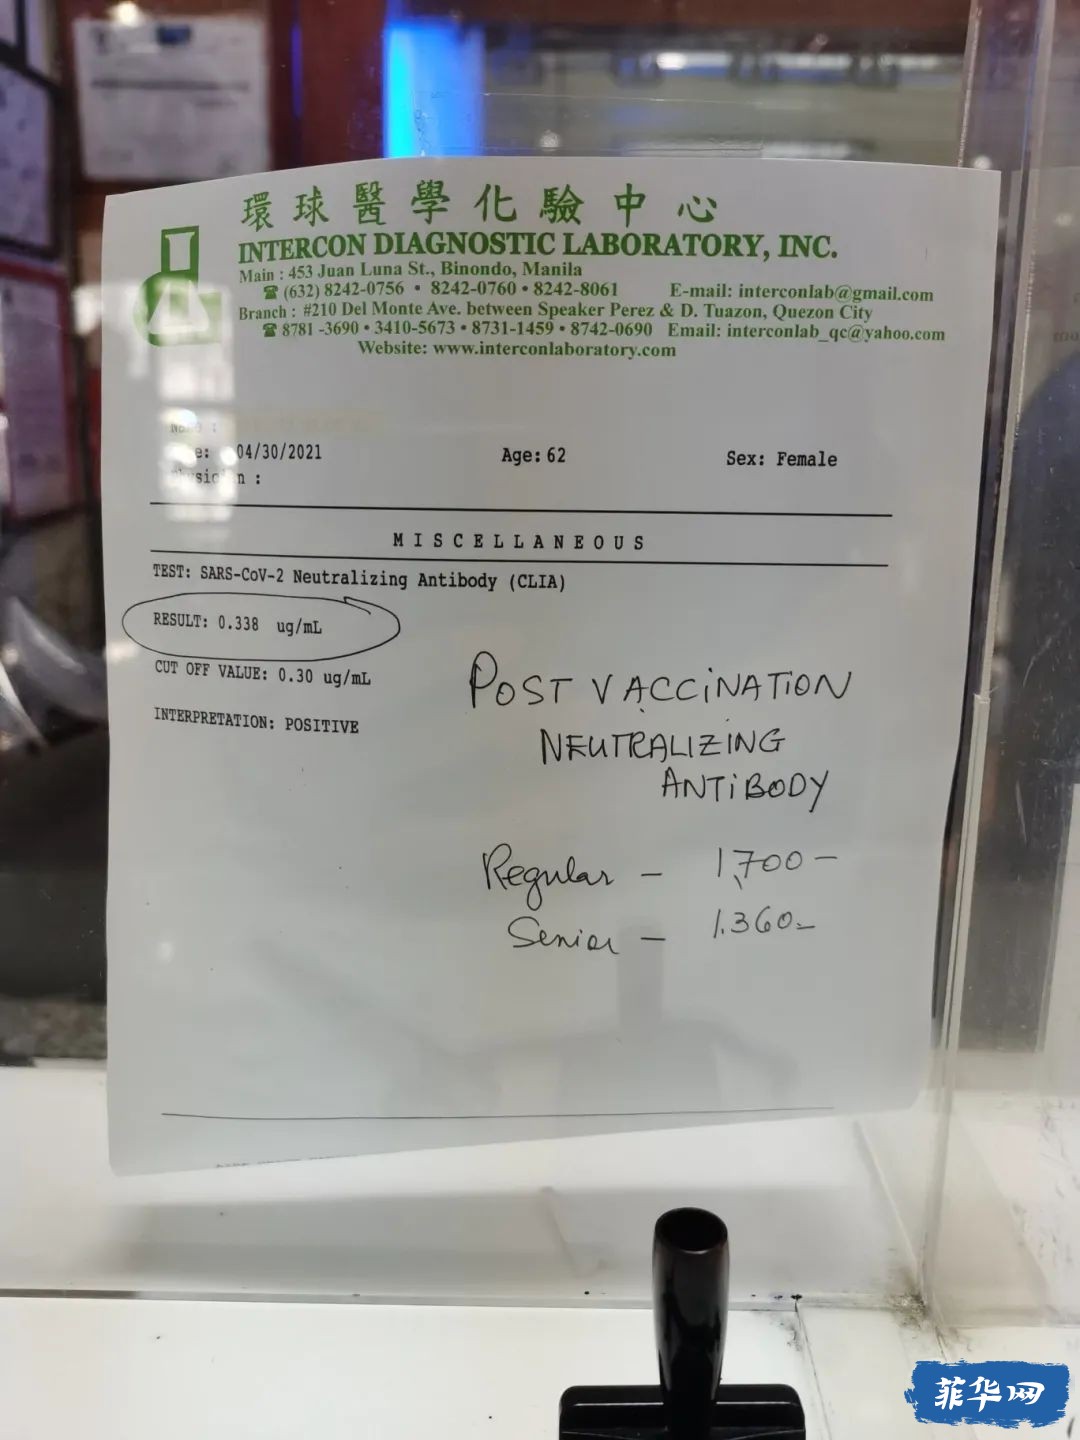 環球醫學化驗中心
INTERCON DIAGNOSTIC LABORATORY, INC.
Main : 453 Juan Luna St., Binondo, Manila
☎ (632) 8242-0756 • 8242-0760 • 8242-8061 E-mail: interconlab@gmail.com
Branch : #210 Del Monte Ave. between Speaker Perez & D. Tuazon, Quezon City
☎ 8781 -3690 • 3410-5673 • 8731-1459 • 8742-0690 Email: interconlab_qc@yahoo.com
Website: www.interconlaboratory.com
04/30/2021 Age: 62 Sex: Female
MISCELLANEOUS
TEST: SARS-CoV-2 Neutralizing Antibody (CLIA)
RESULT: 0.338 ug/mL
CUT OFF VALUE: 0.30 ug/mL
INTERPRETATION: POSITIVE
POST VACCINATION
NEUTRALIZING
ANTIBODY
Regular – 1,700 –
Senior – 1.360 –
菲华网